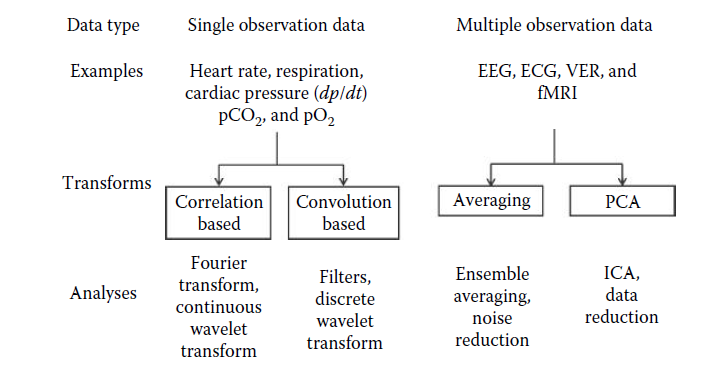 Data type Single observation data Multiple observation data
Examples Heart rate, respiration, EEG, ECG, VER, and
cardiac pressure (dp/dt) fMRI
pCO₂, and pO₂
Transforms
Correlation Convolution Averaging PCA
based based
Fourier
transform, Filters, Ensemble ICA,
Analyses continuous discrete averaging, data
wavelet wavelet noise reduction
transform transform reduction